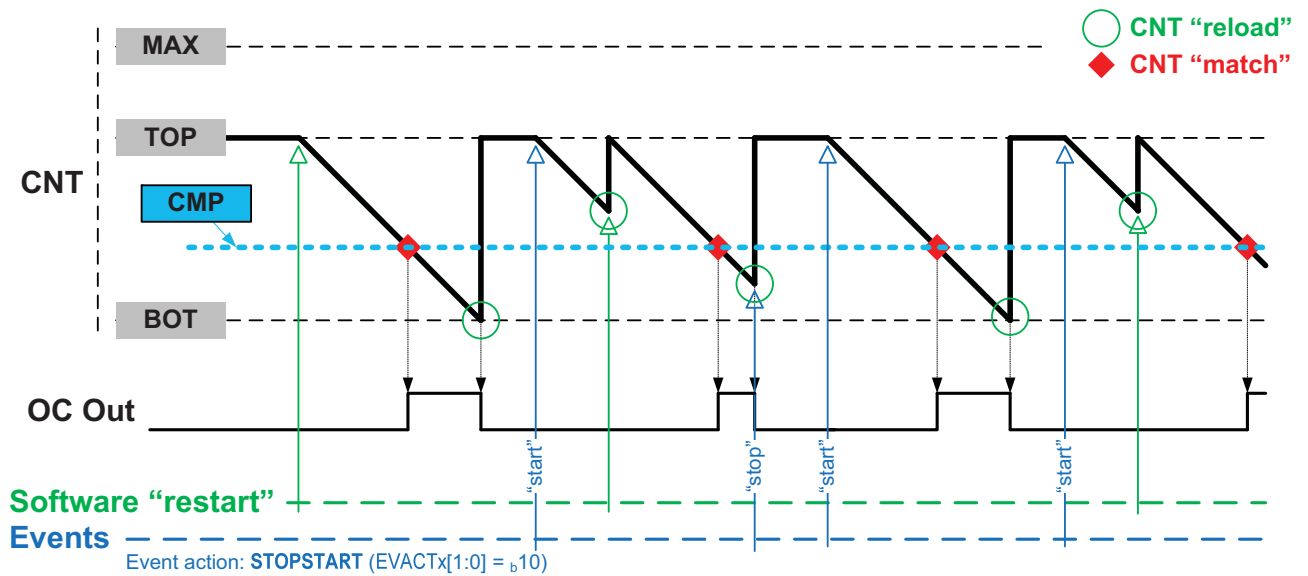 MAX
CNT “reload”
CNT “match”
TOP
CNT
CMP
BOT
OC Out
“start”
“stop”
“start”
“start”
Software “restart”
Events
Event action: STOPSTART (EVACTx[1:0] = b10)